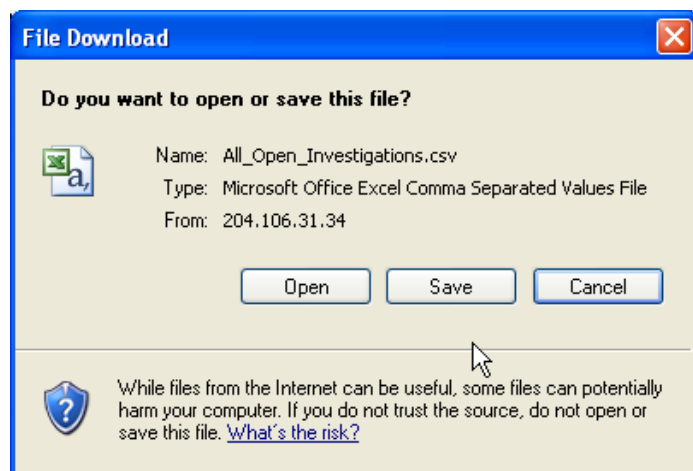 File Download
Do you want to open or save this file?
Name: All_Open_Investigations.csv
Type: Microsoft Office Excel Comma Separated Values File
From: 204.106.31.34
Open Save Cancel
While files from the Internet can be useful, some files can potentially
harm your computer. If you do not trust the source, do not open or
save this file. What's the risk?